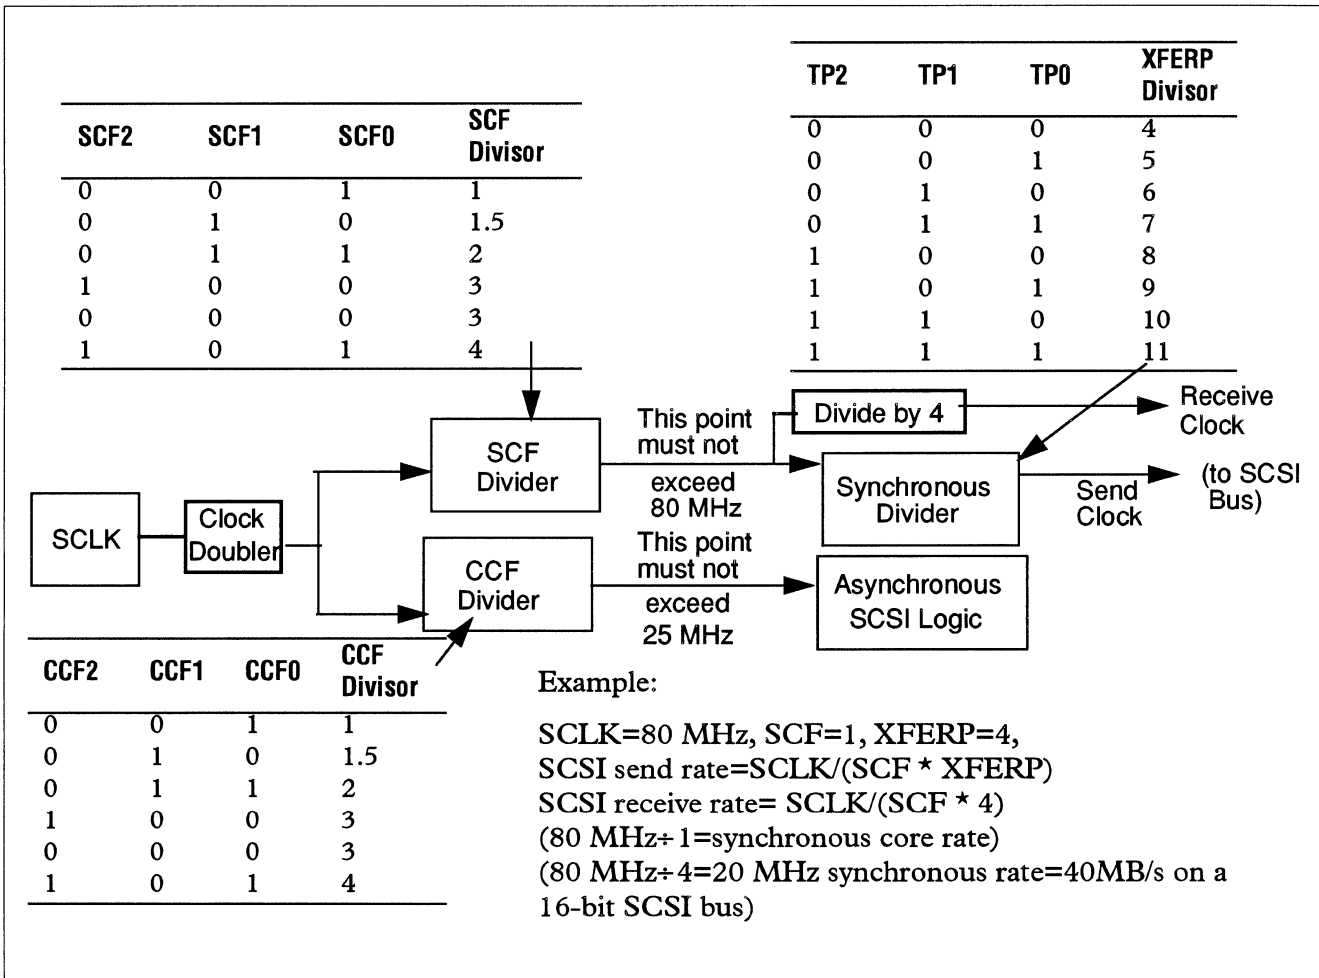 SCF2 SCF1 SCF0 SCF Divisor
0 0 1 1
0 1 0 1.5
0 1 1 2
1 0 0 3
0 0 0 3
1 0 1 4
TP2 TP1 TP0 XFERP Divisor
0 0 0 4
0 0 1 5
0 1 0 6
0 1 1 7
1 0 0 8
1 0 1 9
1 1 0 10
1 1 1 11
SCLK
Clock
Doubler
SCF
Divider
CCF
Divider
This point
must not
exceed
80 MHz
This point
must not
exceed
25 MHz
Divide by 4
Receive
Clock
Synchronous
Divider
Send
Clock
(to SCSI
Bus)
Asynchronous
SCSI Logic
CCF2 CCF1 CCF0 CCF Divisor
0 0 1 1
0 1 0 1.5
0 1 1 2
1 0 0 3
0 0 0 3
1 0 1 4
Example:
SCLK=80 MHz, SCF=1, XFERP=4,
SCSI send rate=SCLK/(SCF * XFERP)
SCSI receive rate= SCLK/(SCF * 4)
(80 MHz÷1=synchronous core rate)
(80 MHz÷4=20 MHz synchronous rate=40MB/s on a
16-bit SCSI bus)